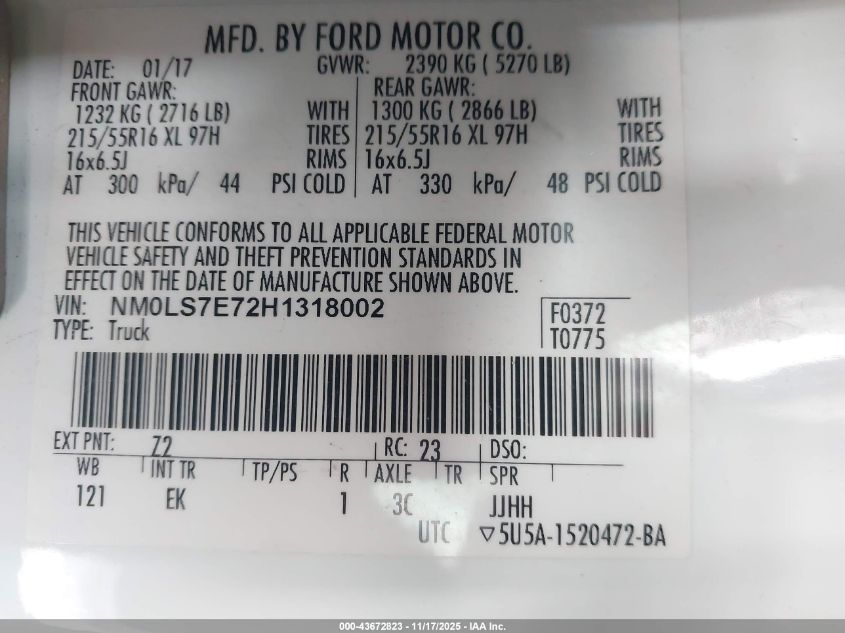 MFD. BY FORD MOTOR CO.
DATE: 01/17 GVWR: 2390 KG ( 5270 LB)
FRONT GAWR: REAR GAWR:
1232 KG ( 2716 LB) WITH 1300 KG ( 2866 LB) WITH
215/55R16 XL 97H TIRES 215/55R16 XL 97H TIRES
16x6.5J RIMS 16x6.5J RIMS
AT 300 kPa/ 44 PSI COLD AT 330 kPa/ 48 PSI COLD
THIS VEHICLE CONFORMS TO ALL APPLICABLE FEDERAL MOTOR
VEHICLE SAFETY AND THEFT PREVENTION STANDARDS IN
EFFECT ON THE DATE OF MANUFACTURE SHOWN ABOVE.
VIN: NM0LS7E72H1318002 F0372
TYPE: Truck T0775
EXT PNT: Z2 RC: 23 DSO:
WB INT TR TP/PS R AXLE TR SPR
121 EK 1 3C JJHH
UTC ▽5U5A-1520472-BA
000-43672823 - 11/17/2025 - IAA Inc.